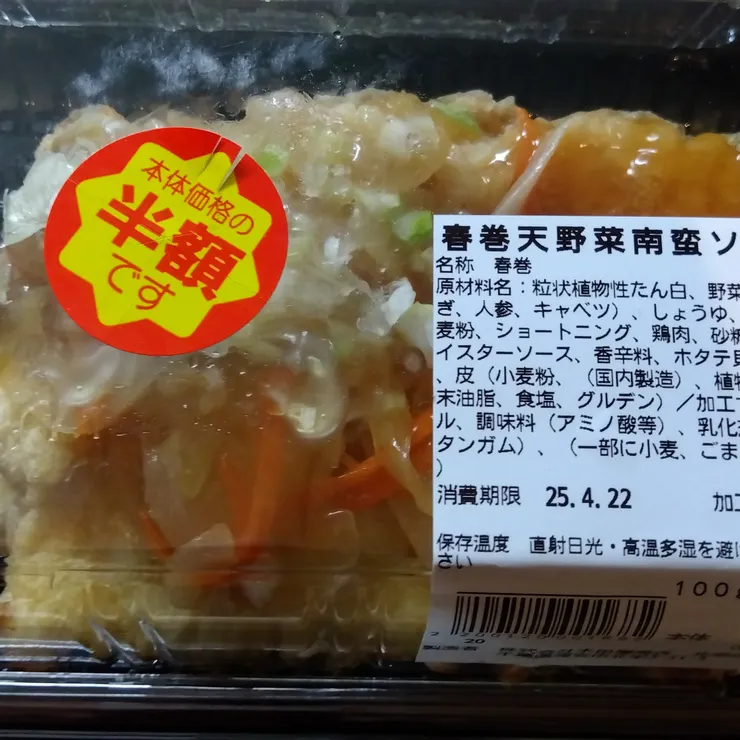 本体価格の
半額
です
春巻天野菜南蛮ソ
名称 春巻
原材料名：粒状植物性たん白、野菜
ぎ、人参、キャベツ）、しょうゆ、
麦粉、ショートニング、鶏肉、砂糖
イスターソース、香辛料、ホタテ
、皮（小麦粉、（国内製造）、植物
末油脂、食塩、グルテン）／加工
ル、調味料（アミノ酸等）、乳化
タンガム）、（一部に小麦、ごま
）
消費期限 25.4.22 加工
保存温度 直射日光・高温多湿を避け
さい
100g